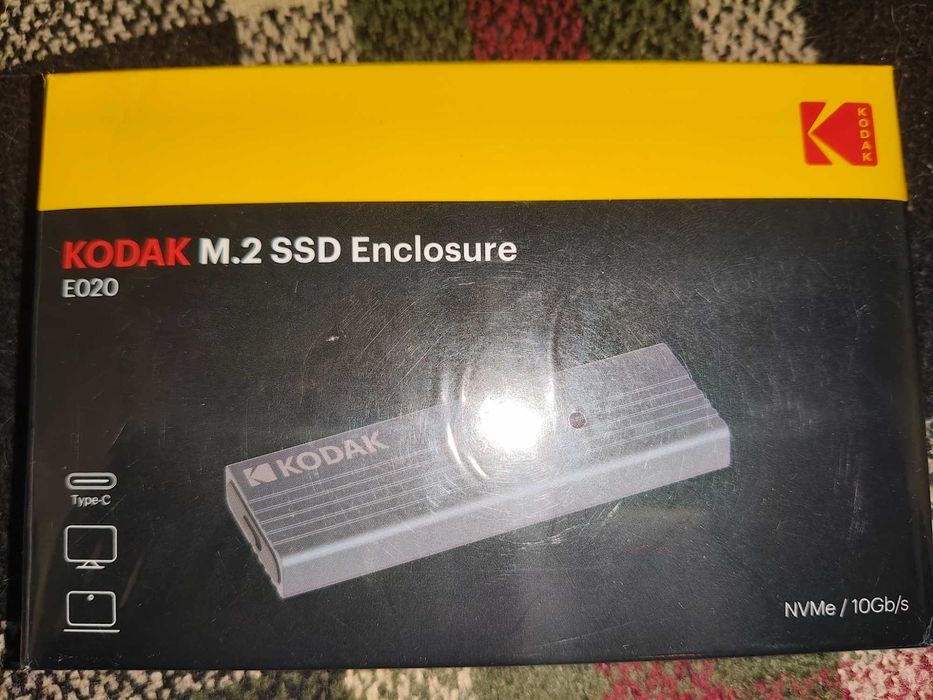 KODAK
KODAK M.2 SSD Enclosure
E020
KODAK
Type-C
NVMe / 10Gb/s